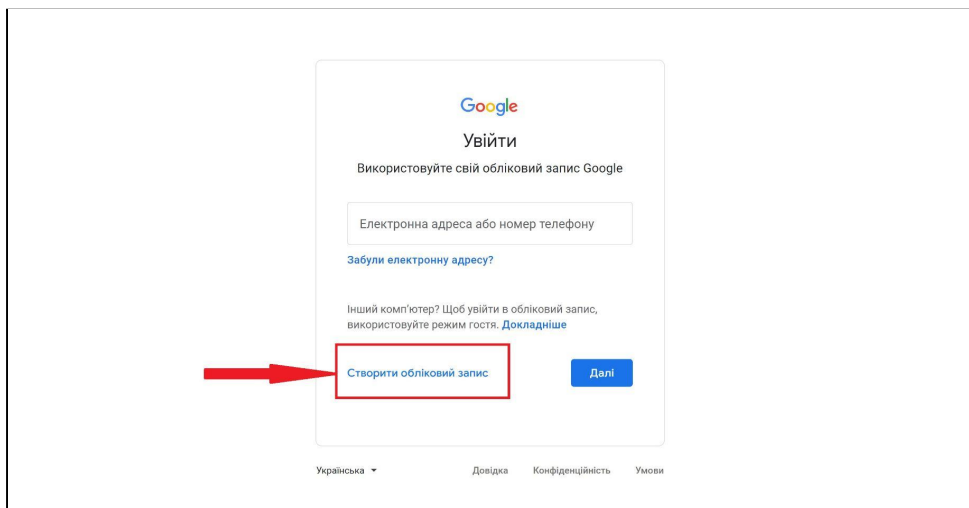 Google
Увійти
Використовуйте свій обліковий запис Google
Електронна адреса або номер телефону
Забули електронну адресу?
Інший комп'ютер? Щоб увійти в обліковий запис,
використовуйте режим гостя. Докладніше
Створити обліковий запис Далі
Українська Довідка Конфіденційність Умови